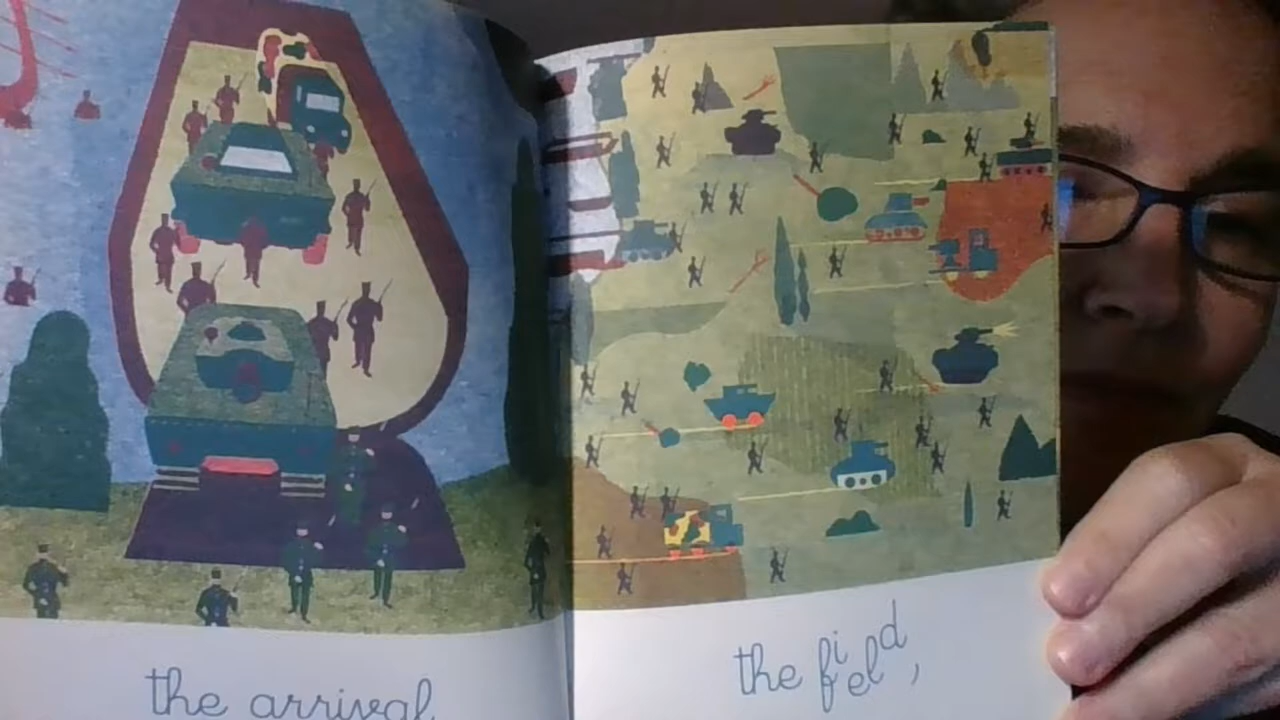 the arrival
the field,